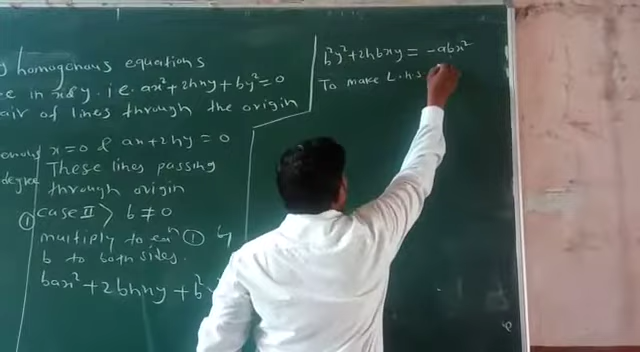 homogenous equations
in x & y. i.e. ax²+2hxy+by²=0
air of lines through the origin
x=0 & ax+2hy=0
These lines passing
degree through origin
① case II > b ≠ 0
multiply to eqⁿ ① by
b to both sides.
bax²+2bhxy+b²y
b²y²+2hbxy = -abx²
To make L.h.s